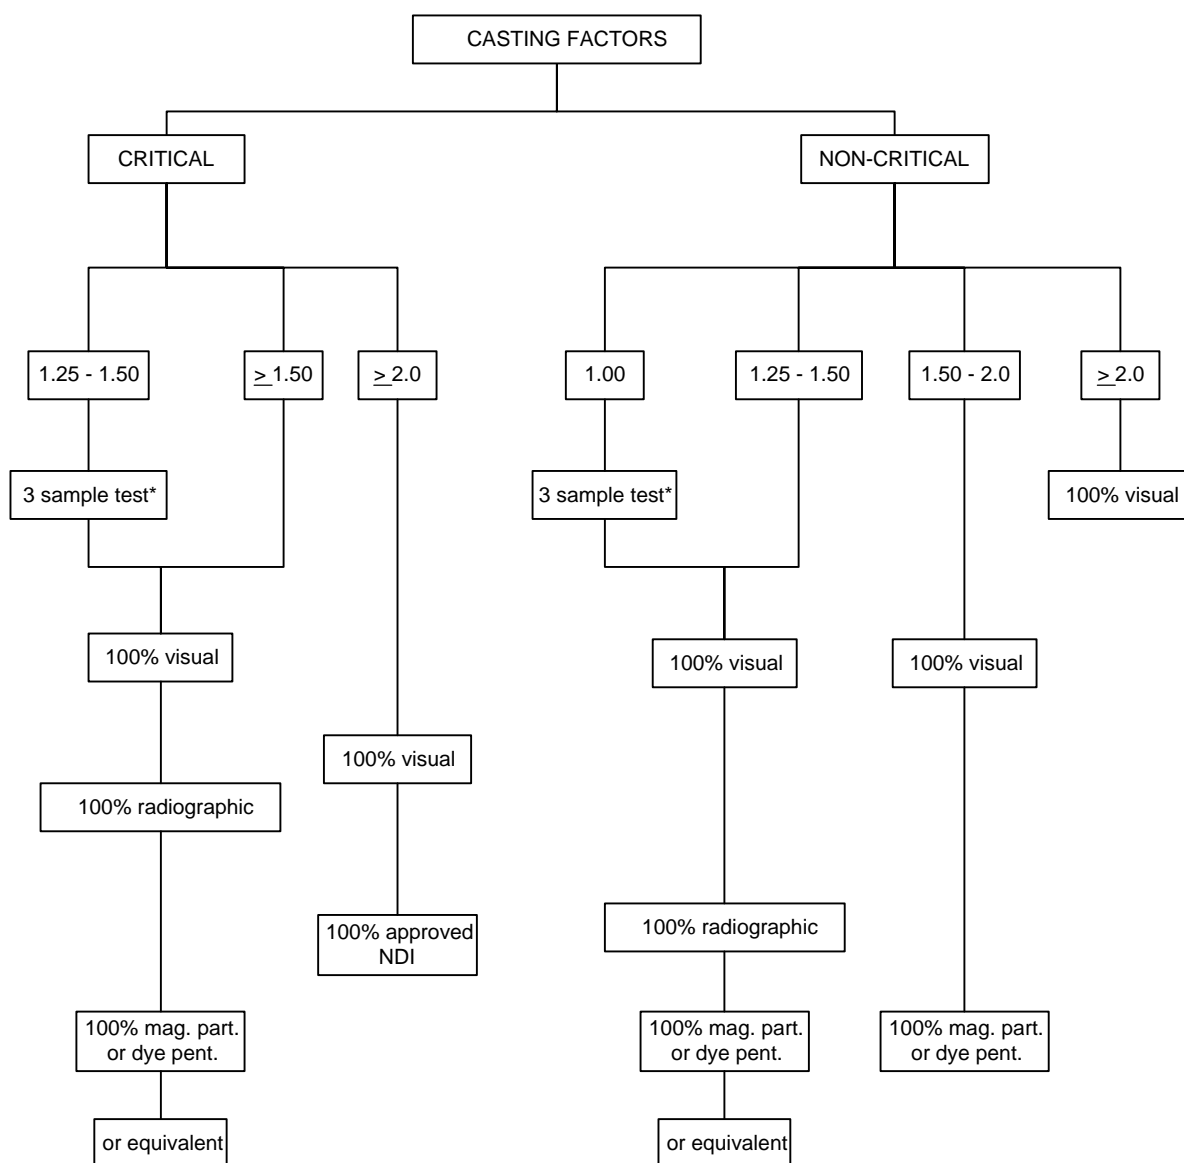 CASTING FACTORS
CRITICAL
NON-CRITICAL
1.25 - 1.50
> 1.50
> 2.0
1.00
1.25 - 1.50
1.50 - 2.0
> 2.0
3 sample test*
3 sample test*
100% visual
100% visual
100% visual
100% visual
100% visual
100% radiographic
100% radiographic
100% approved
NDI
100% mag. part.
or dye pent.
100% mag. part.
or dye pent.
100% mag. part.
or dye pent.
or equivalent
or equivalent